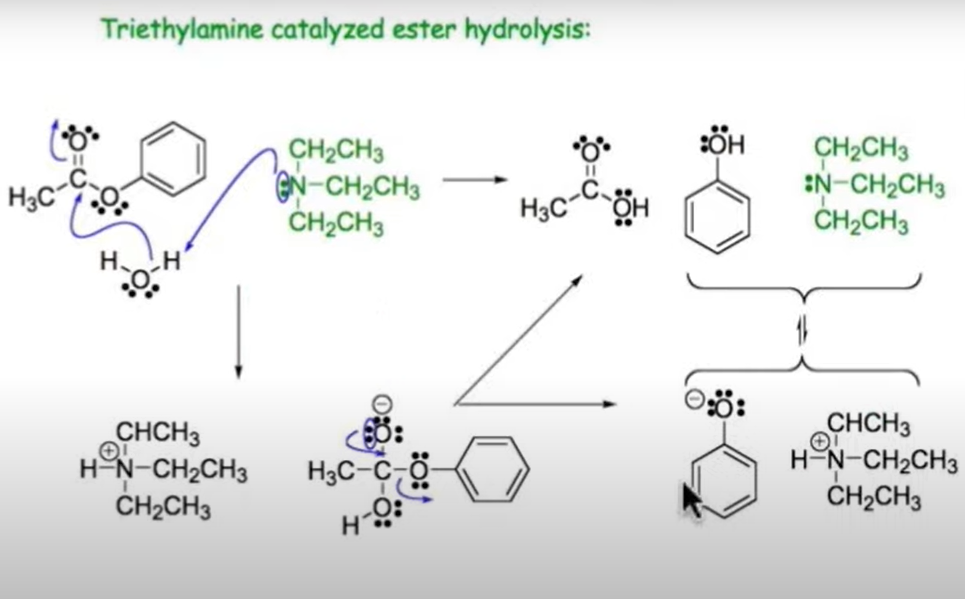 Triethylamine catalyzed ester hydrolysis:
O
C
H₃C
O
H
H
O
CH₂CH₃
:N–CH₂CH₃
CH₂CH₃
O
C
H₃C
OH
:OH
CH₂CH₃
:N–CH₂CH₃
CH₂CH₃
CHCH₃
⊕
H–N–CH₂CH₃
CH₂CH₃
⊖
O:
H₃C–C–O
O:
H
⊖
:O:
CHCH₃
⊕
H–N–CH₂CH₃
CH₂CH₃